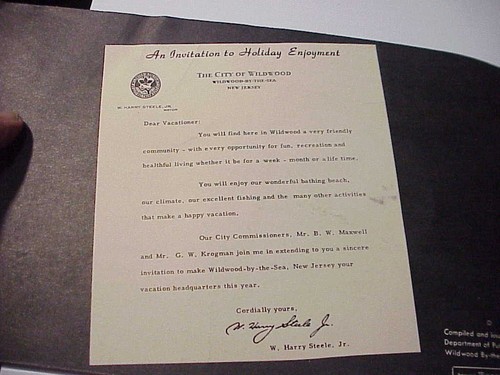 An Invitation to Holiday Enjoyment
The City of Wildwood
WILDWOOD-BY-THE-SEA
NEW JERSEY
W. HARRY STEELE, JR.
MAYOR
Dear Vacationer:
You will find here in Wildwood a very friendly
community - with every opportunity for fun, recreation and
healthful living whether it be for a week - month or a life time.
You will enjoy our wonderful bathing beach,
our climate, our excellent fishing and the many other activities
that make a happy vacation.
Our City Commissioners, Mr. B. W. Maxwell
and Mr. G. W. Krogman join me in extending to you a sincere
invitation to make Wildwood-by-the-Sea, New Jersey your
vacation headquarters this year.
Cordially yours,
W. Harry Steele Jr.
W. Harry Steele, Jr.
Compiled and
Department of
Wildwood By-the